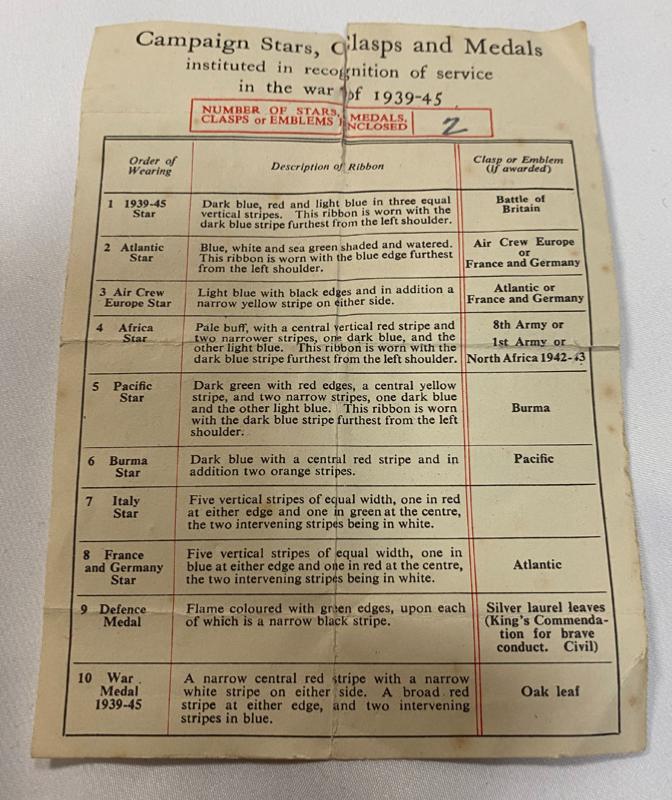 Campaign Stars, Clasps and Medals
instituted in recognition of service
in the war of 1939-45
NUMBER OF STARS, MEDALS,
CLASPS or EMBLEMS ENCLOSED
2
Order of
Wearing
Description of Ribbon
Clasp or Emblem
(if awarded)
1 1939-45
Star
Dark blue, red and light blue in three equal
vertical stripes. This ribbon is worn with the
dark blue stripe furthest from the left shoulder.
Battle of
Britain
2 Atlantic
Star
Blue, white and sea green shaded and watered.
This ribbon is worn with the blue edge furthest
from the left shoulder.
Air Crew Europe
or
France and Germany
3 Air Crew
Europe Star
Light blue with black edges and in addition a
narrow yellow stripe on either side.
Atlantic or
France and Germany
4 Africa
Star
Pale buff, with a central vertical red stripe and
two narrower stripes, one dark blue, and the
other light blue. This ribbon is worn with the
dark blue stripe furthest from the left shoulder.
8th Army or
1st Army or
North Africa 1942-43
5 Pacific
Star
Dark green with red edges, a central yellow
stripe, and two narrow stripes, one dark blue
and the other light blue. This ribbon is worn
with the dark blue stripe furthest from the left
shoulder.
Burma
6 Burma
Star
Dark blue with a central red stripe and in
addition two orange stripes.
Pacific
7 Italy
Star
Five vertical stripes of equal width, one in red
at either edge and one in green at the centre,
the two intervening stripes being in white.
8 France
and Germany
Star
Five vertical stripes of equal width, one in
blue at either edge and one in red at the centre,
the two intervening stripes being in white.
Atlantic
9 Defence
Medal
Flame coloured with green edges, upon each
of which is a narrow black stripe.
Silver laurel leaves
(King's Commenda-
tion for brave
conduct. Civil)
10 War
Medal
1939-45
A narrow central red stripe with a narrow
white stripe on either side. A broad red
stripe at either edge, and two intervening
stripes in blue.
Oak leaf